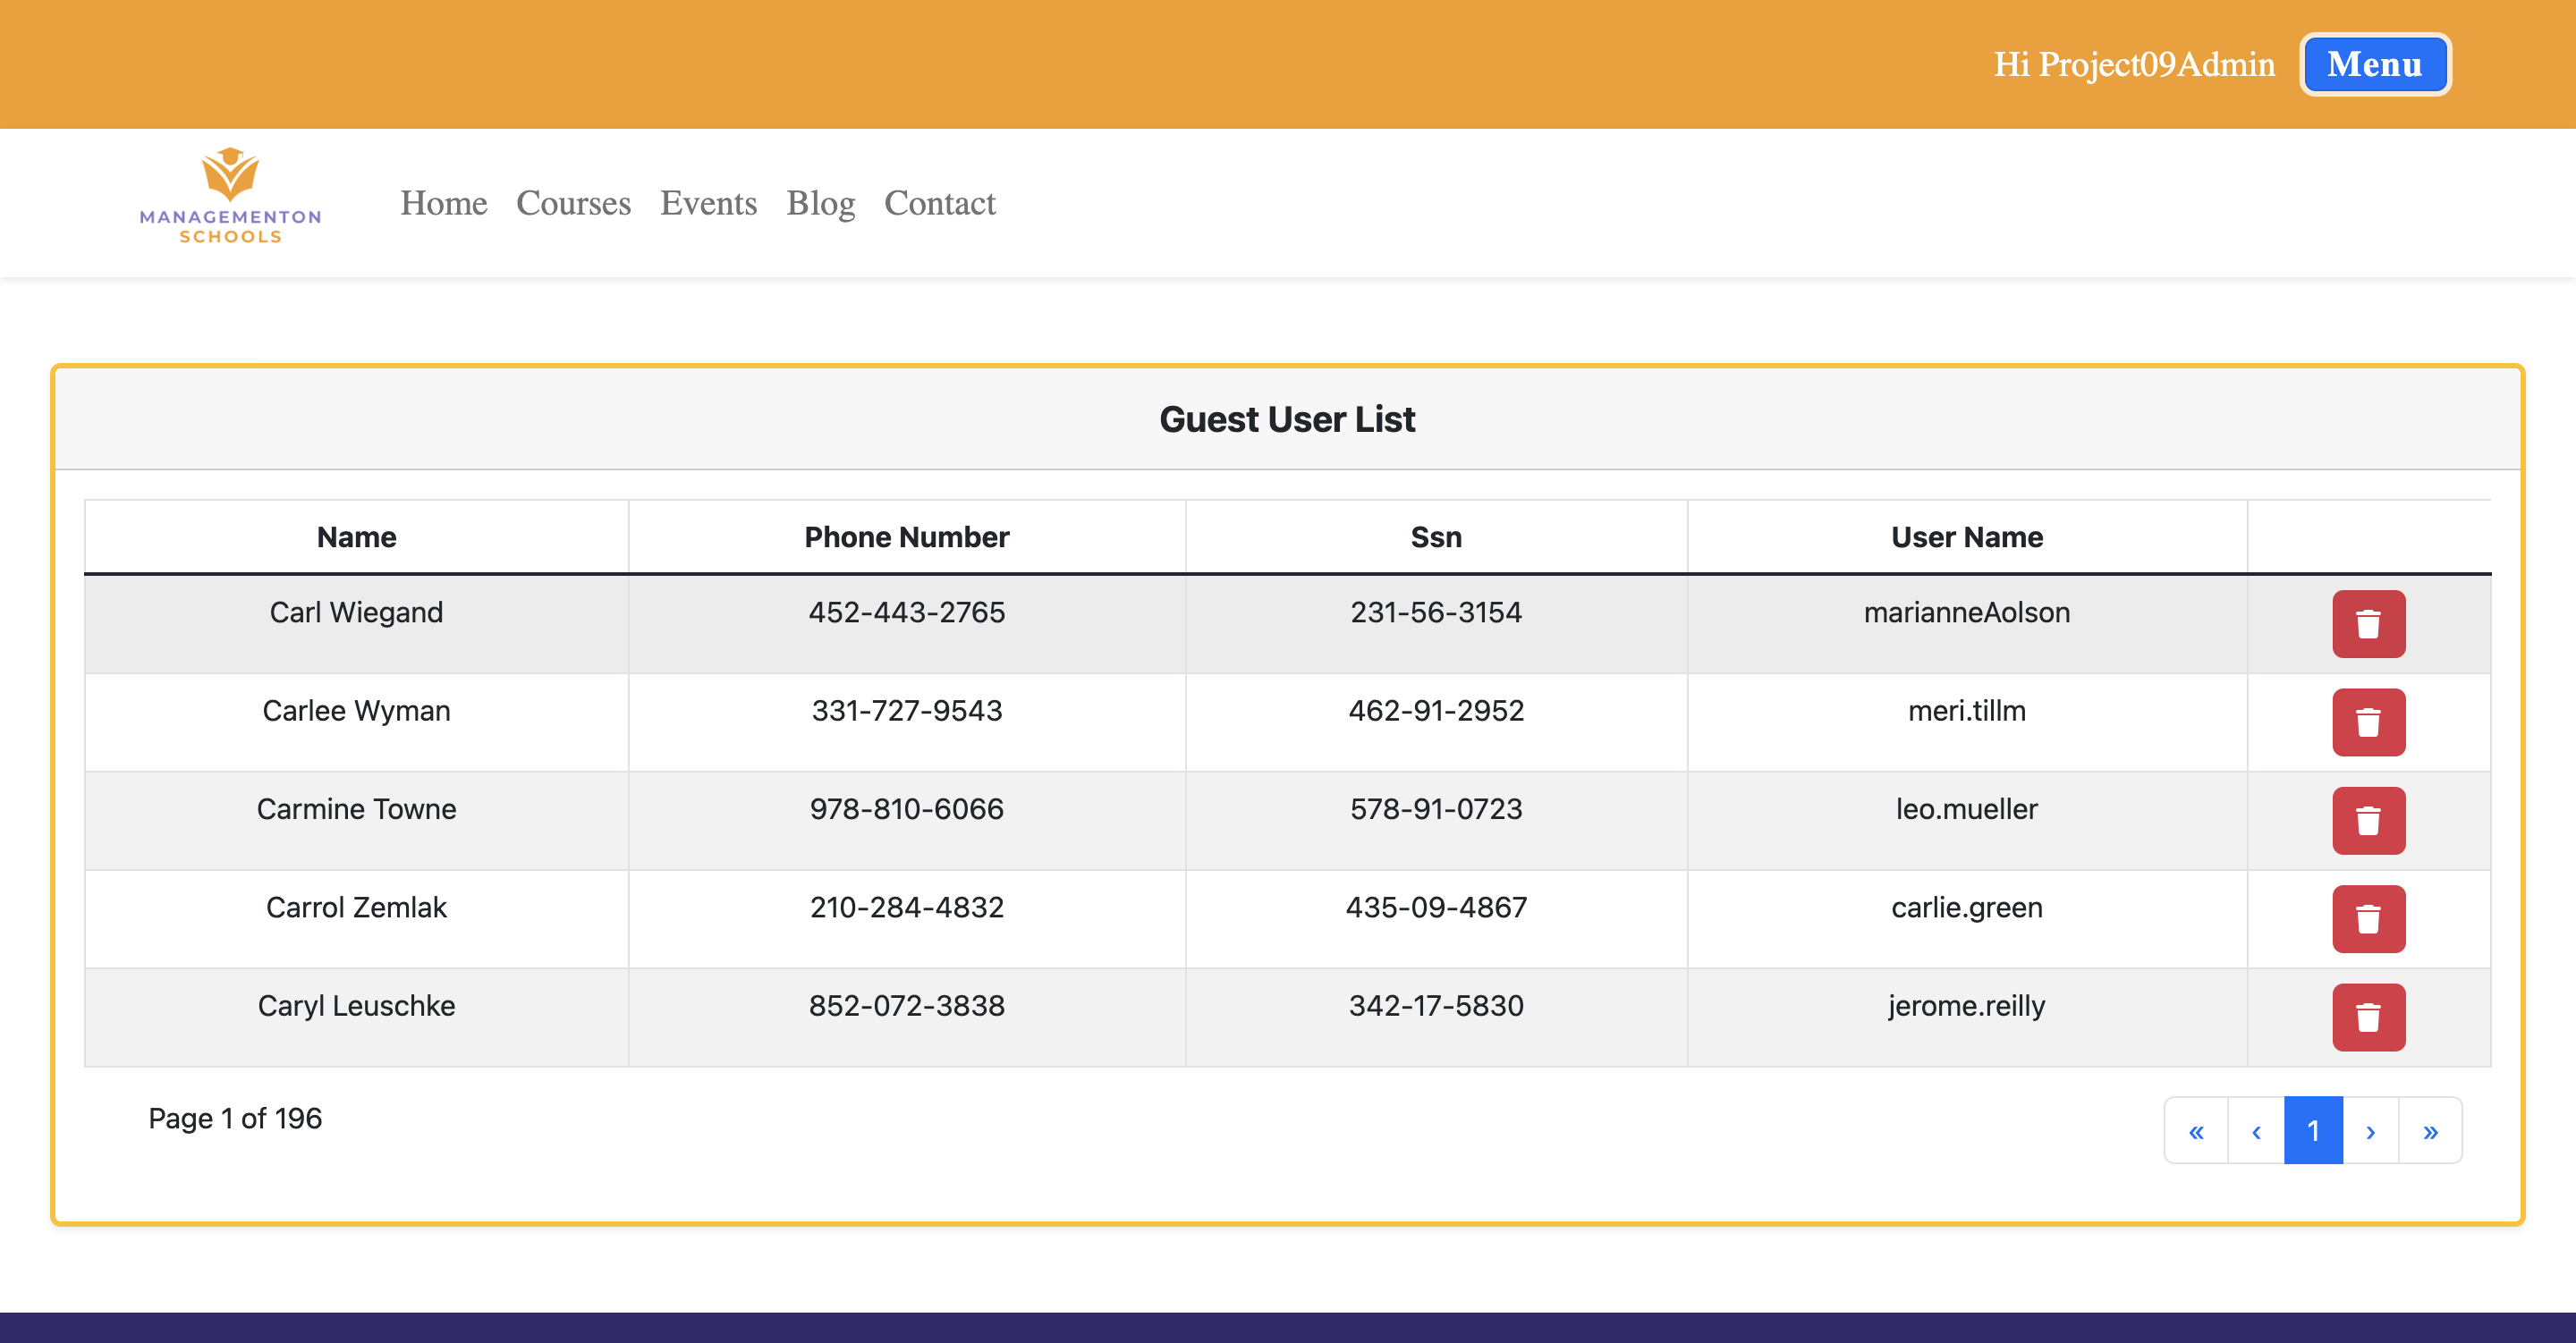 Hi Project09Admin Menu
MANAGEMENTON
SCHOOLS
Home Courses Events Blog Contact
Guest User List
Name Phone Number Ssn User Name
Carl Wiegand 452-443-2765 231-56-3154 marianneAolson
Carlee Wyman 331-727-9543 462-91-2952 meri.tillm
Carmine Towne 978-810-6066 578-91-0723 leo.mueller
Carrol Zemlak 210-284-4832 435-09-4867 carlie.green
Caryl Leuschke 852-072-3838 342-17-5830 jerome.reilly
Page 1 of 196 « ‹ 1 › »